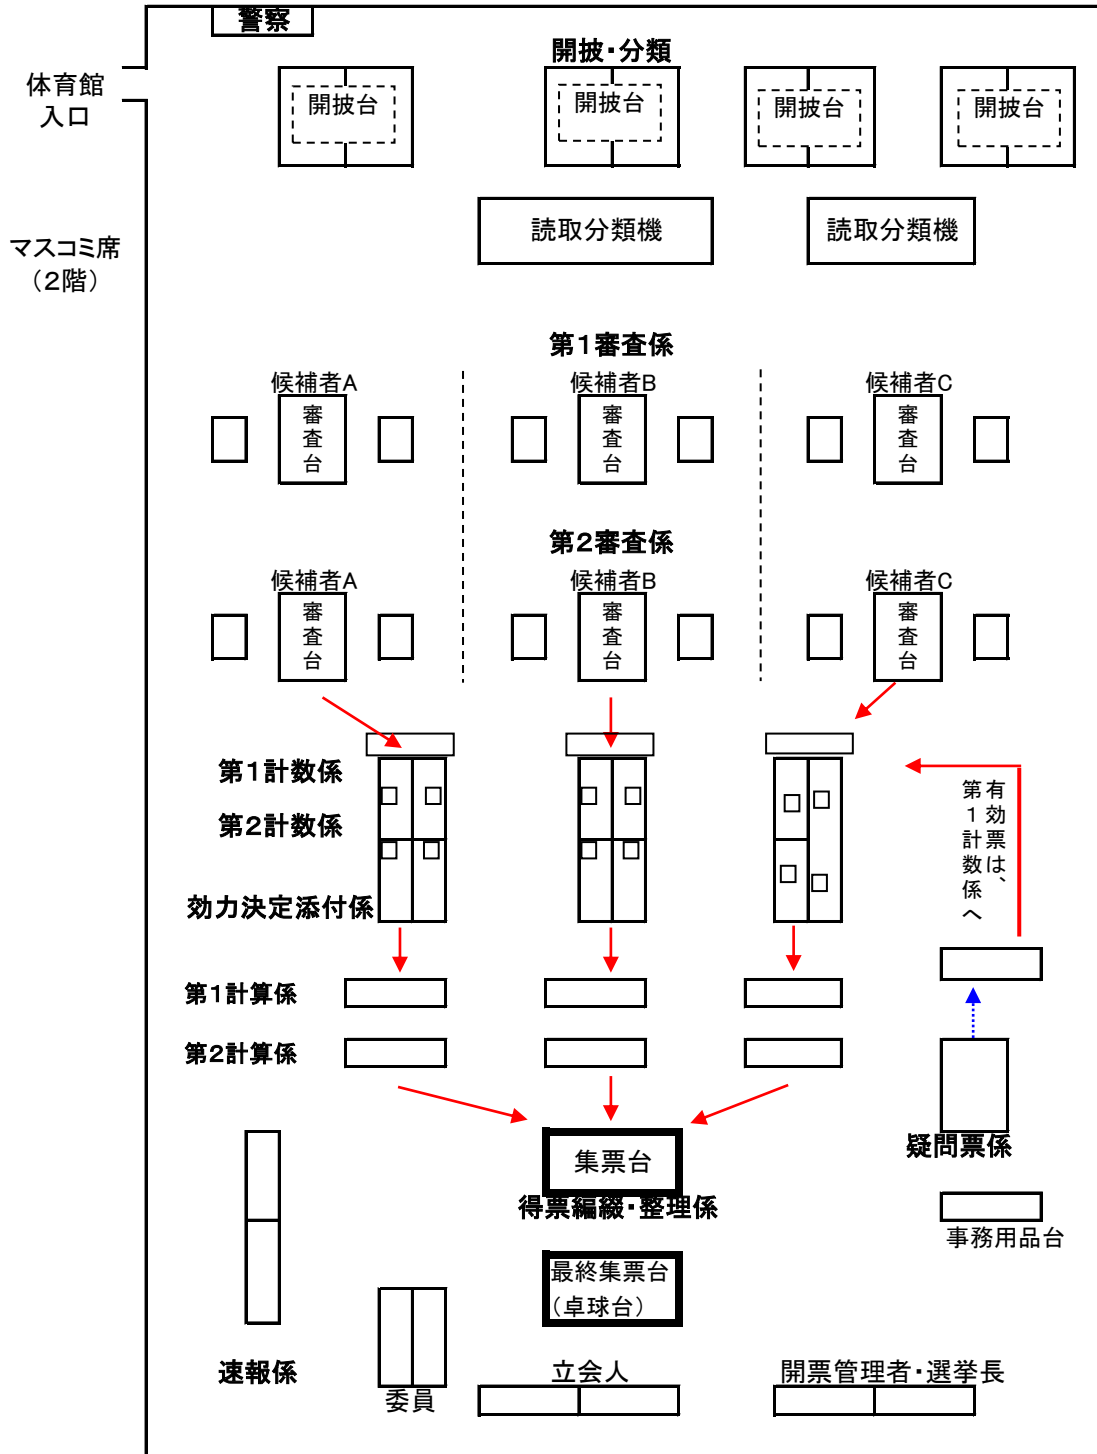 警察
開披・分類
体育館
入口
開披台
開披台
開披台
開披台
読取分類機
読取分類機
マスコミ席
（２階）
第１審査係
候補者A
候補者B
候補者C
審査台
審査台
審査台
第２審査係
候補者A
候補者B
候補者C
審査台
審査台
審査台
第１計数係
第２計数係
効力決定添付係
有効票は、
第１計数係へ
第１計算係
第２計算係
集票台
得票編綴・整理係
疑問票係
事務用品台
最終集票台
（卓球台）
速報係
委員
立会人
開票管理者・選挙長